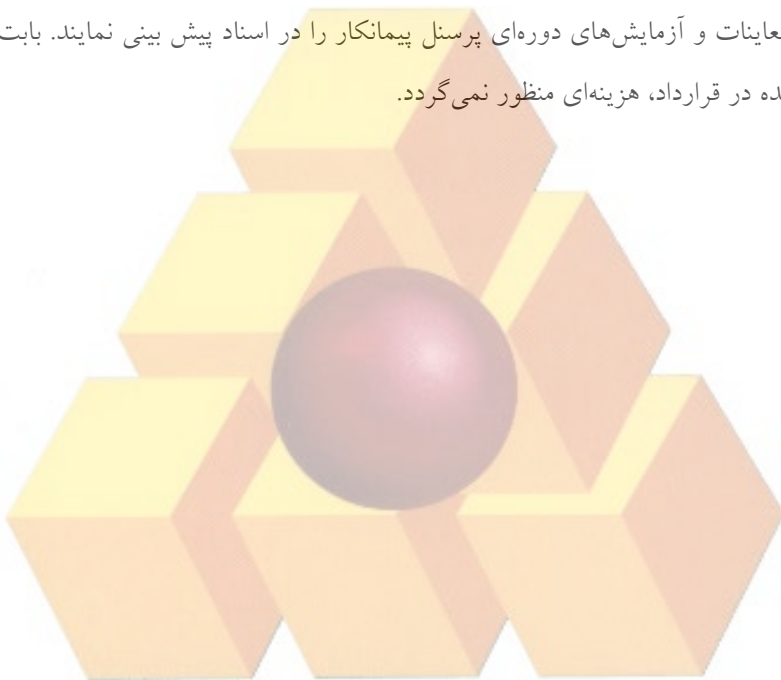 معاینات و آزمایش‌های دوره‌ای پرسنل پیمانکار را در اسناد پیش بینی نمایند. بابت
در قرارداد، هزینه‌ای منظور نمی‌گردد.